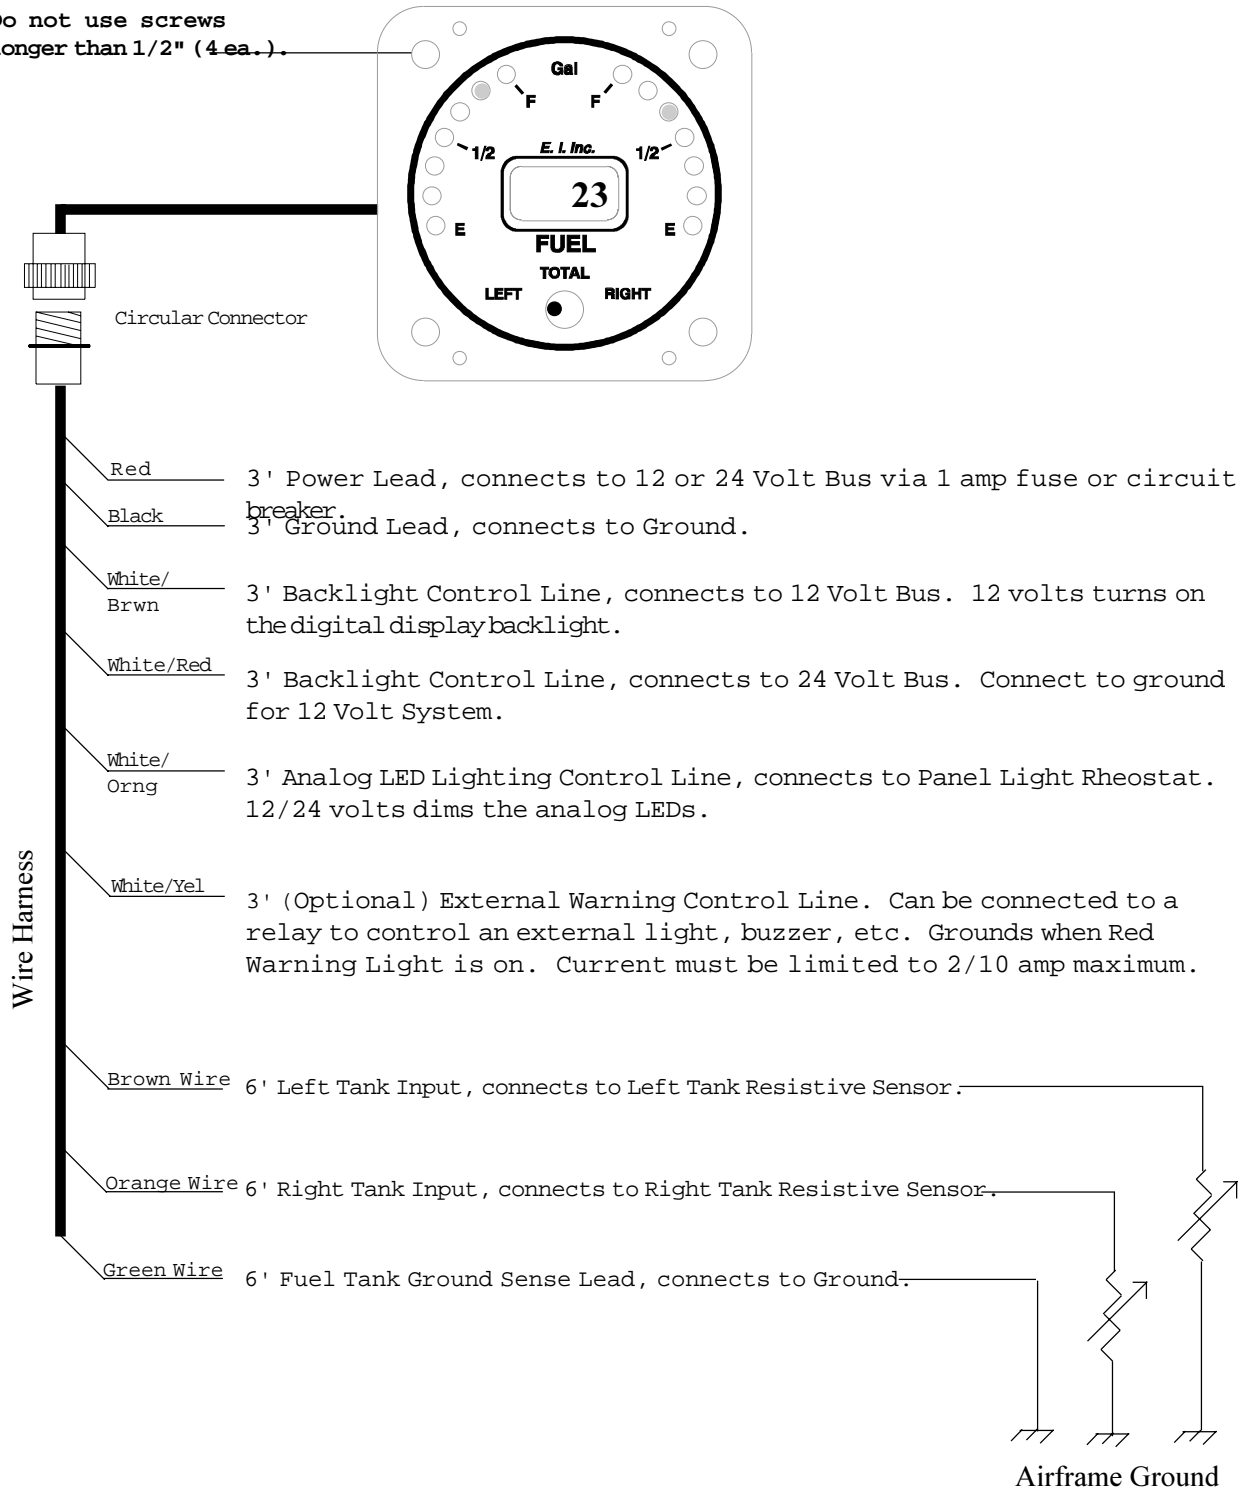 Do not use screws
longer than 1/2" (4 ea.).
Gal
F F
1/2 E. I. Inc. 1/2
23
E E
FUEL
TOTAL
LEFT RIGHT
Circular Connector
Wire Harness
Red 3' Power Lead, connects to 12 or 24 Volt Bus via 1 amp fuse or circuit
breaker.
Black 3' Ground Lead, connects to Ground.
White/
Brwn 3' Backlight Control Line, connects to 12 Volt Bus. 12 volts turns on
the digital display backlight.
White/Red 3' Backlight Control Line, connects to 24 Volt Bus. Connect to ground
for 12 Volt System.
White/
Orng 3' Analog LED Lighting Control Line, connects to Panel Light Rheostat.
12/24 volts dims the analog LEDs.
White/Yel 3' (Optional) External Warning Control Line. Can be connected to a
relay to control an external light, buzzer, etc. Grounds when Red
Warning Light is on. Current must be limited to 2/10 amp maximum.
Brown Wire 6' Left Tank Input, connects to Left Tank Resistive Sensor.
Orange Wire 6' Right Tank Input, connects to Right Tank Resistive Sensor.
Green Wire 6' Fuel Tank Ground Sense Lead, connects to Ground.
Airframe Ground